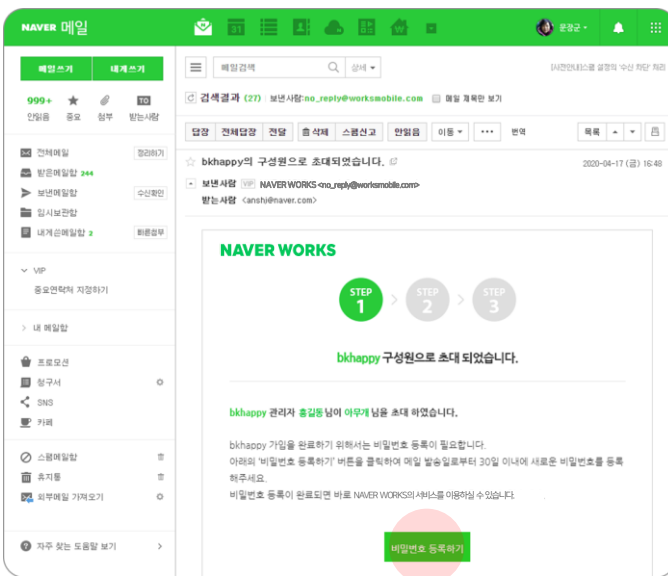 NAVER 메일
31
문광군
메일쓰기 내게쓰기
메일검색 상세
[사전안내]스팸 설정의 '수신 차단' 처리
999+ TO
안읽음 중요 첨부 받는사람
검색결과 (27) 보낸사람:no_reply@worksmobile.com 메일 제목만 보기
답장 전체답장 전달 삭제 스팸신고 안읽음 이동 ••• 번역 목록
전체메일 정리하기
받은메일함 244
보낸메일함 수신확인
임시보관함
내게쓴메일함 2 빠른첨부
VIP
중요연락처 지정하기
내 메일함
프로모션
청구서
SNS
카페
스팸메일함
휴지통
외부메일 가져오기
자주 찾는 도움말 보기
bkhappy의 구성원으로 초대되었습니다.
2020-04-17 (금) 16:48
보낸사람 VIP NAVER WORKS <no_reply@worksmobile.com>
받는사람 <anshi@naver.com>
NAVER WORKS
STEP 1 > STEP 2 > STEP 3
bkhappy 구성원으로 초대 되었습니다.
bkhappy 관리자 홍길동 님이 아무개 님을 초대 하였습니다.
bkhappy 가입을 완료하기 위해서는 비밀번호 등록이 필요합니다.
아래의 '비밀번호 등록하기' 버튼을 클릭하여 메일 발송일로부터 30일 이내에 새로운 비밀번호를 등록
해주세요.
비밀번호 등록이 완료되면 바로 NAVER WORKS의 서비스를 이용하실 수 있습니다.
비밀번호 등록하기